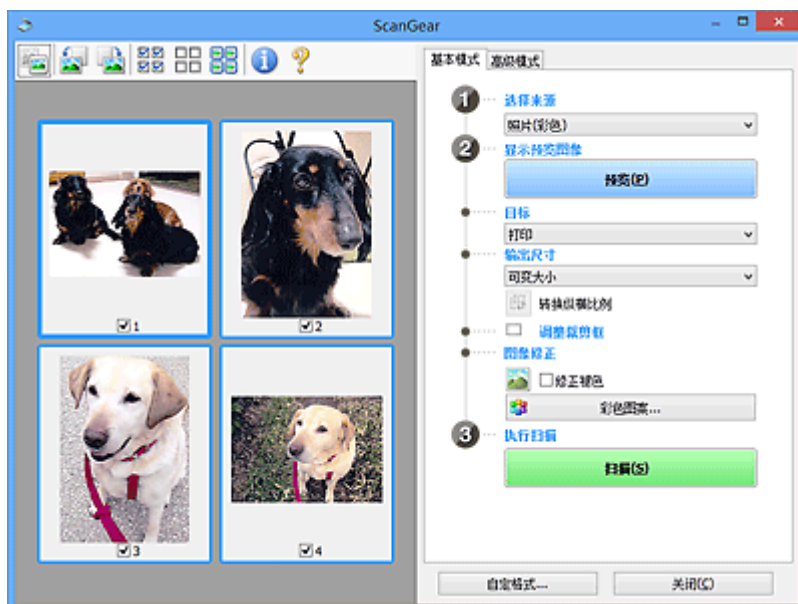 ScanGear
基本模式 高级模式
1 选择来源
照片(彩色)
2 显示预览图像
预览(P)
目标
打印
输出尺寸
可变大小
转换纵横比例
调整裁剪框
图像修正
修正褪色
彩色图案...
3 执行扫描
扫描(S)
1 2
3 4
自定格式... 关闭(C)